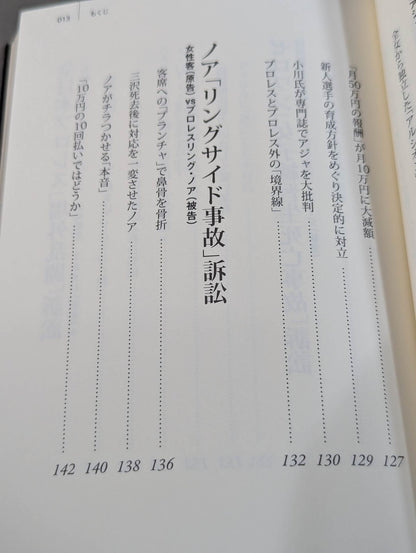 013 もくじ
「月50万円の報酬」が月10万円に大減額 127
新人選手の育成方針をめぐり決定的に対立 129
小川氏が専門誌でアジャを大批判 130
プロレスとプロレス外の「境界線」 132
ノア「リングサイド事故」訴訟
女性客(原告)vsプロレスリング・ノア(被告)
客席への「プランチャ」で鼻骨を骨折 136
三沢死去後に対応を一変させたノア 138
ノアがチラつかせる「本音」 140
「10万円の10回払いではどうか」 142